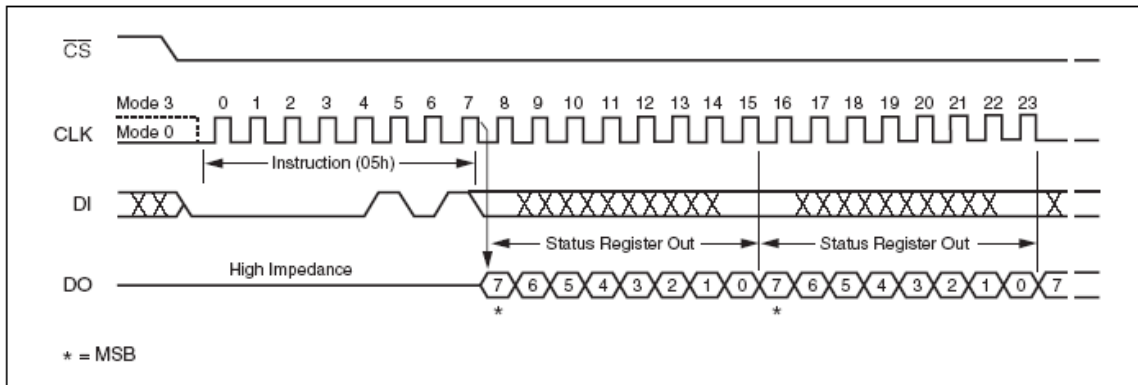 CS
Mode 3 0 1 2 3 4 5 6 7 8 9 10 11 12 13 14 15 16 17 18 19 20 21 22 23
CLK Mode 0
Instruction (05h)
DI
Status Register Out Status Register Out
High Impedance
DO 7 6 5 4 3 2 1 0 7 6 5 4 3 2 1 0 7
* *
* = MSB